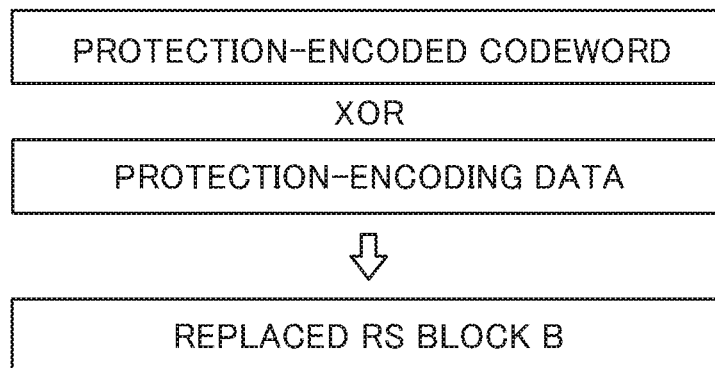 PROTECTION-ENCODED CODEWORD
XOR
PROTECTION-ENCODING DATA
REPLACED RS BLOCK B